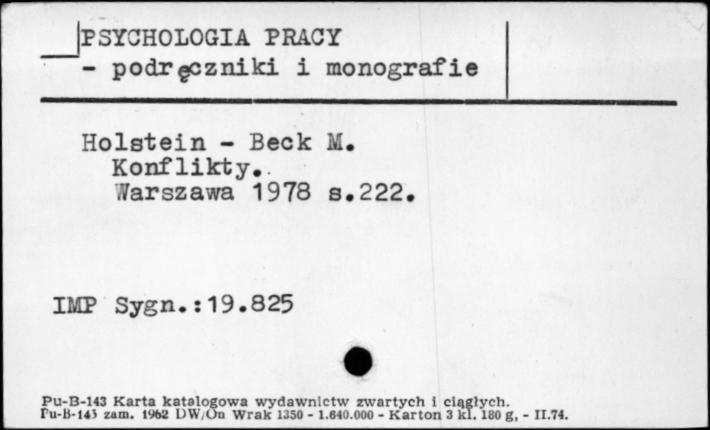 PSYCHOLOGIA PRACY
- podręczniki i monografie
Holstein - Beck M.
Konflikty.
Warszawa 1978 s.222.
IMP Sygn.:19.825
Pu-B-143 Karta katalogowa wydawnictw zwartych i ciągłych.
Pu-B-143 zam. 1962 DW/On Wrak 1350 - 1.640.000 - Karton 3 kl. 180 g, - II.74.